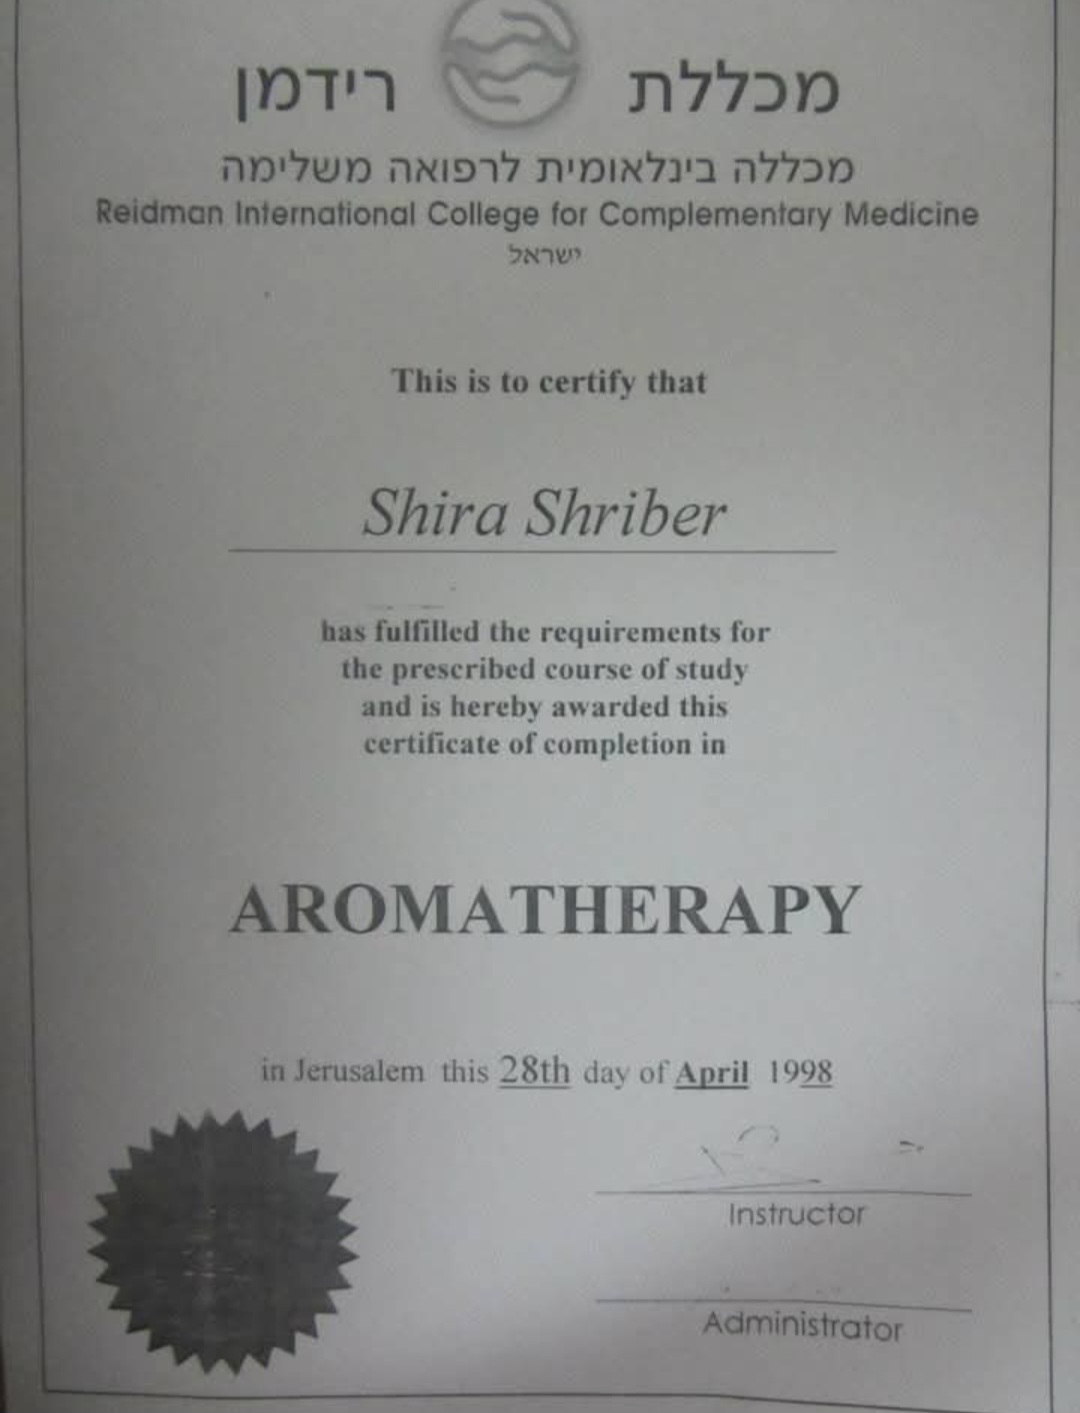 מכללת רידמן
מכללה בינלאומית לרפואה משלימה
Reidman International College for Complementary Medicine
ישראל
This is to certify that
Shira Shriber
has fulfilled the requirements for
the prescribed course of study
and is hereby awarded this
certificate of completion in
AROMATHERAPY
in Jerusalem this 28th day of April 1998
Instructor
Administrator